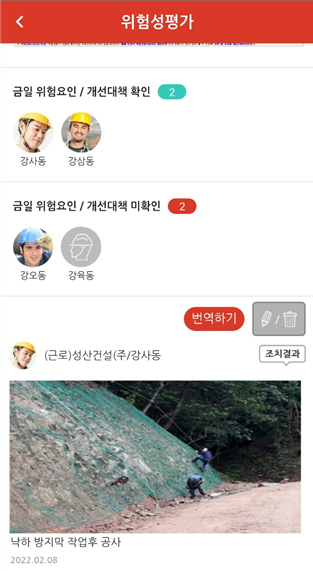 위험성평가
금일 위험요인 / 개선대책 확인 2
강사동 강삼동
금일 위험요인 / 개선대책 미확인 2
강오동 강육동
번역하기 /
(근로)성산건설(주/강사동 조치결과
낙하 방지막 작업후 공사
2022.02.08